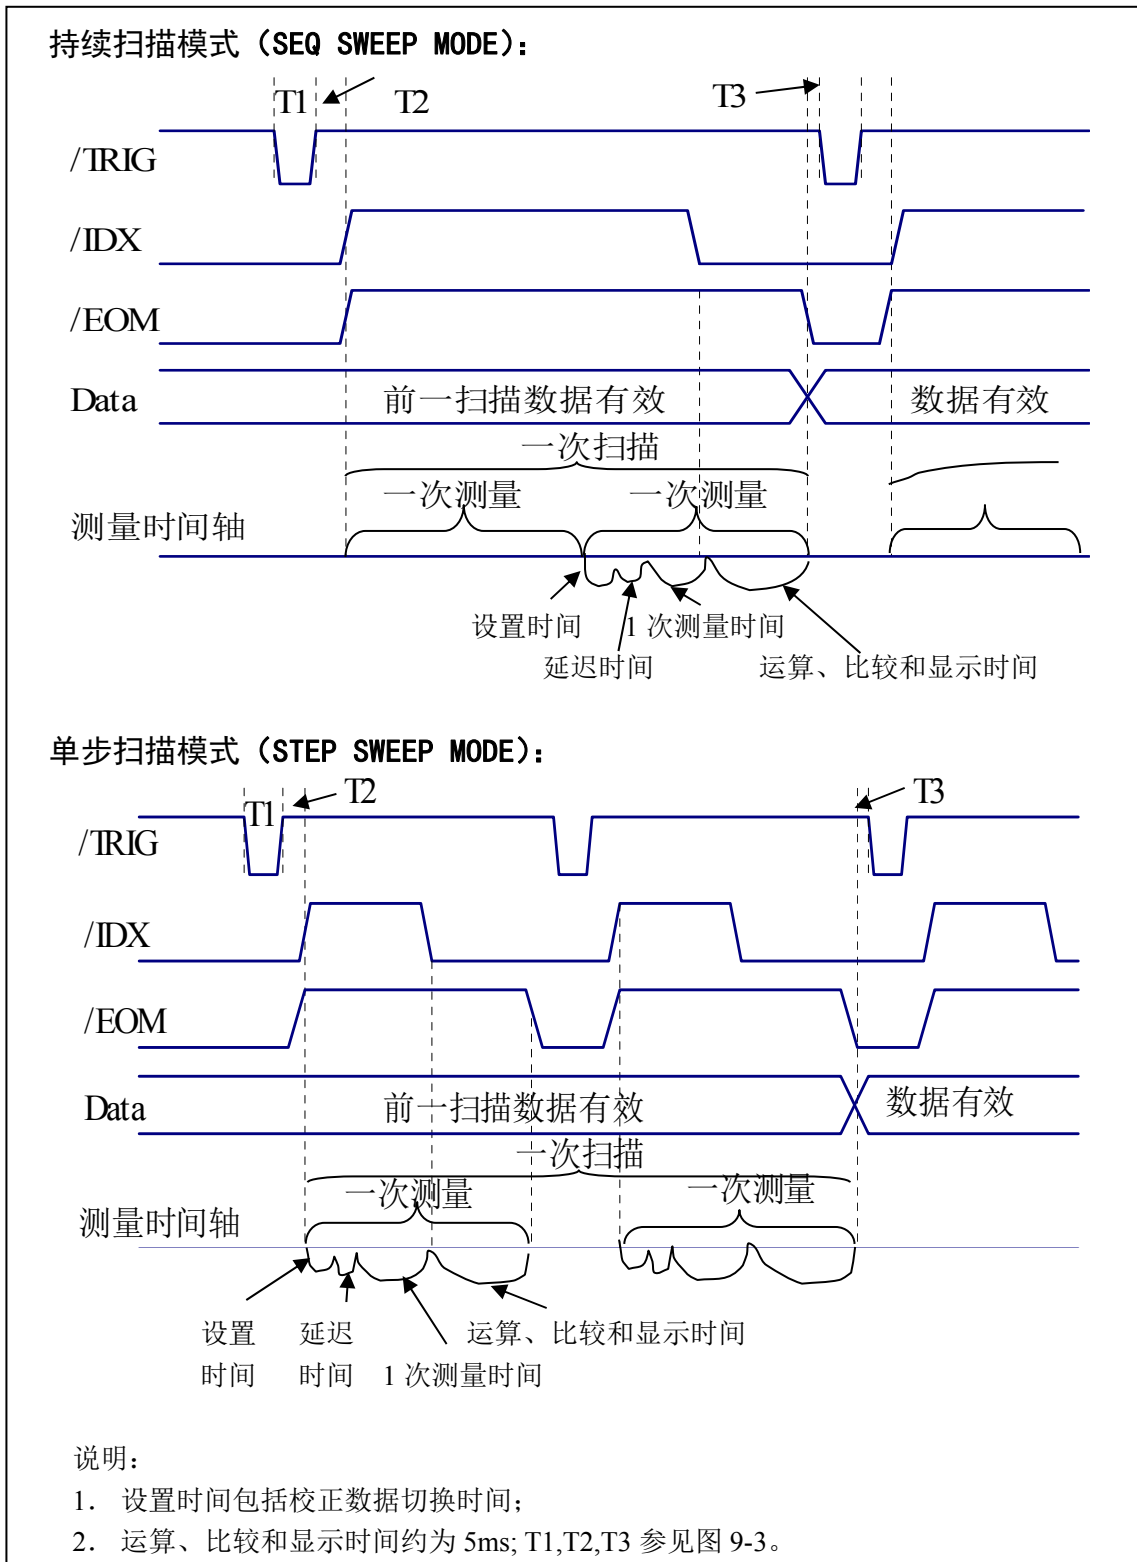 持续扫描模式（SEQ SWEEP MODE）：
T1
T2
T3
/TRIG
/IDX
/EOM
Data
前一扫描数据有效
数据有效
一次扫描
一次测量
一次测量
测量时间轴
设置时间
1 次测量时间
延迟时间
运算、比较和显示时间
单步扫描模式（STEP SWEEP MODE）：
T1
T2
T3
/TRIG
/IDX
/EOM
Data
前一扫描数据有效
数据有效
一次扫描
一次测量
一次测量
测量时间轴
设置
时间
延迟
时间
运算、比较和显示时间
1 次测量时间
说明：
1． 设置时间包括校正数据切换时间；
2． 运算、比较和显示时间约为 5ms; T1,T2,T3 参见图 9-3。